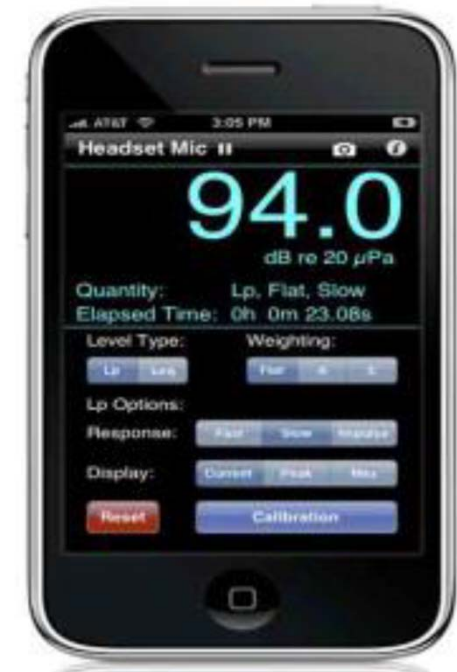 AT&T 3:05 PM
Headset Mic
94.0
dB re 20 µPa
Quantity: Lp, Flat, Slow
Elapsed Time: 0h 0m 23.08s
Level Type: Weighting:
Lp Leq Flat A C
Lp Options:
Response: Fast Slow Impulse
Display: Current Peak Max
Reset Calibration